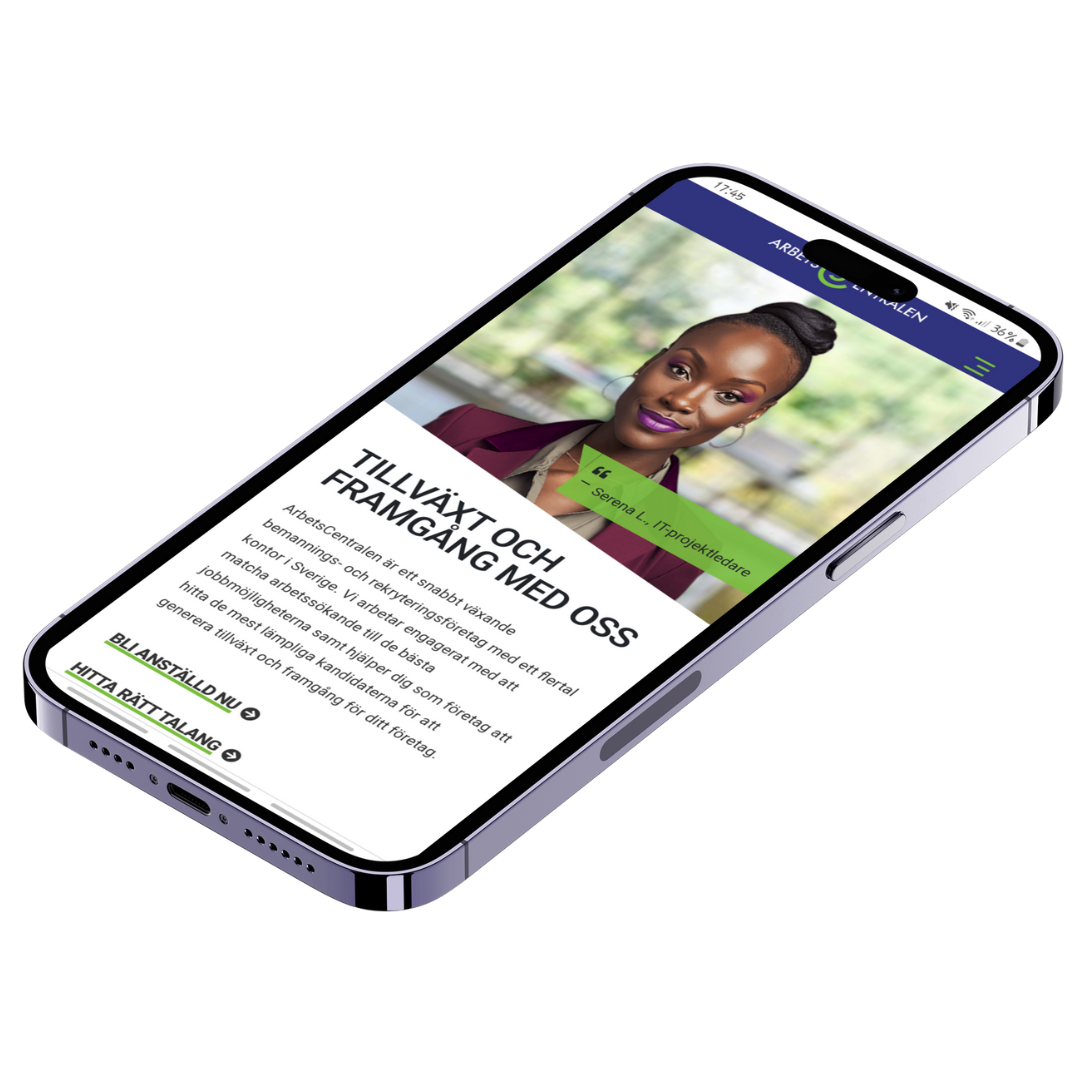 17:45
36%
ARBETS ENTRALEN
“
– Serena L., IT-projektledare
TILLVÄXT OCH
FRAMGÅNG MED OSS
ArbetsCentralen är ett snabbt växande
bemannings- och rekryteringsföretag med ett flertal
kontor i Sverige. Vi arbetar engagerat med att
matcha arbetssökande till de bästa
jobbmöjligheterna samt hjälper dig som företag att
hitta de mest lämpliga kandidaterna för att
generera tillväxt och framgång för ditt företag.
BLI ANSTÄLLD NU
HITTA RÄTT TALANG